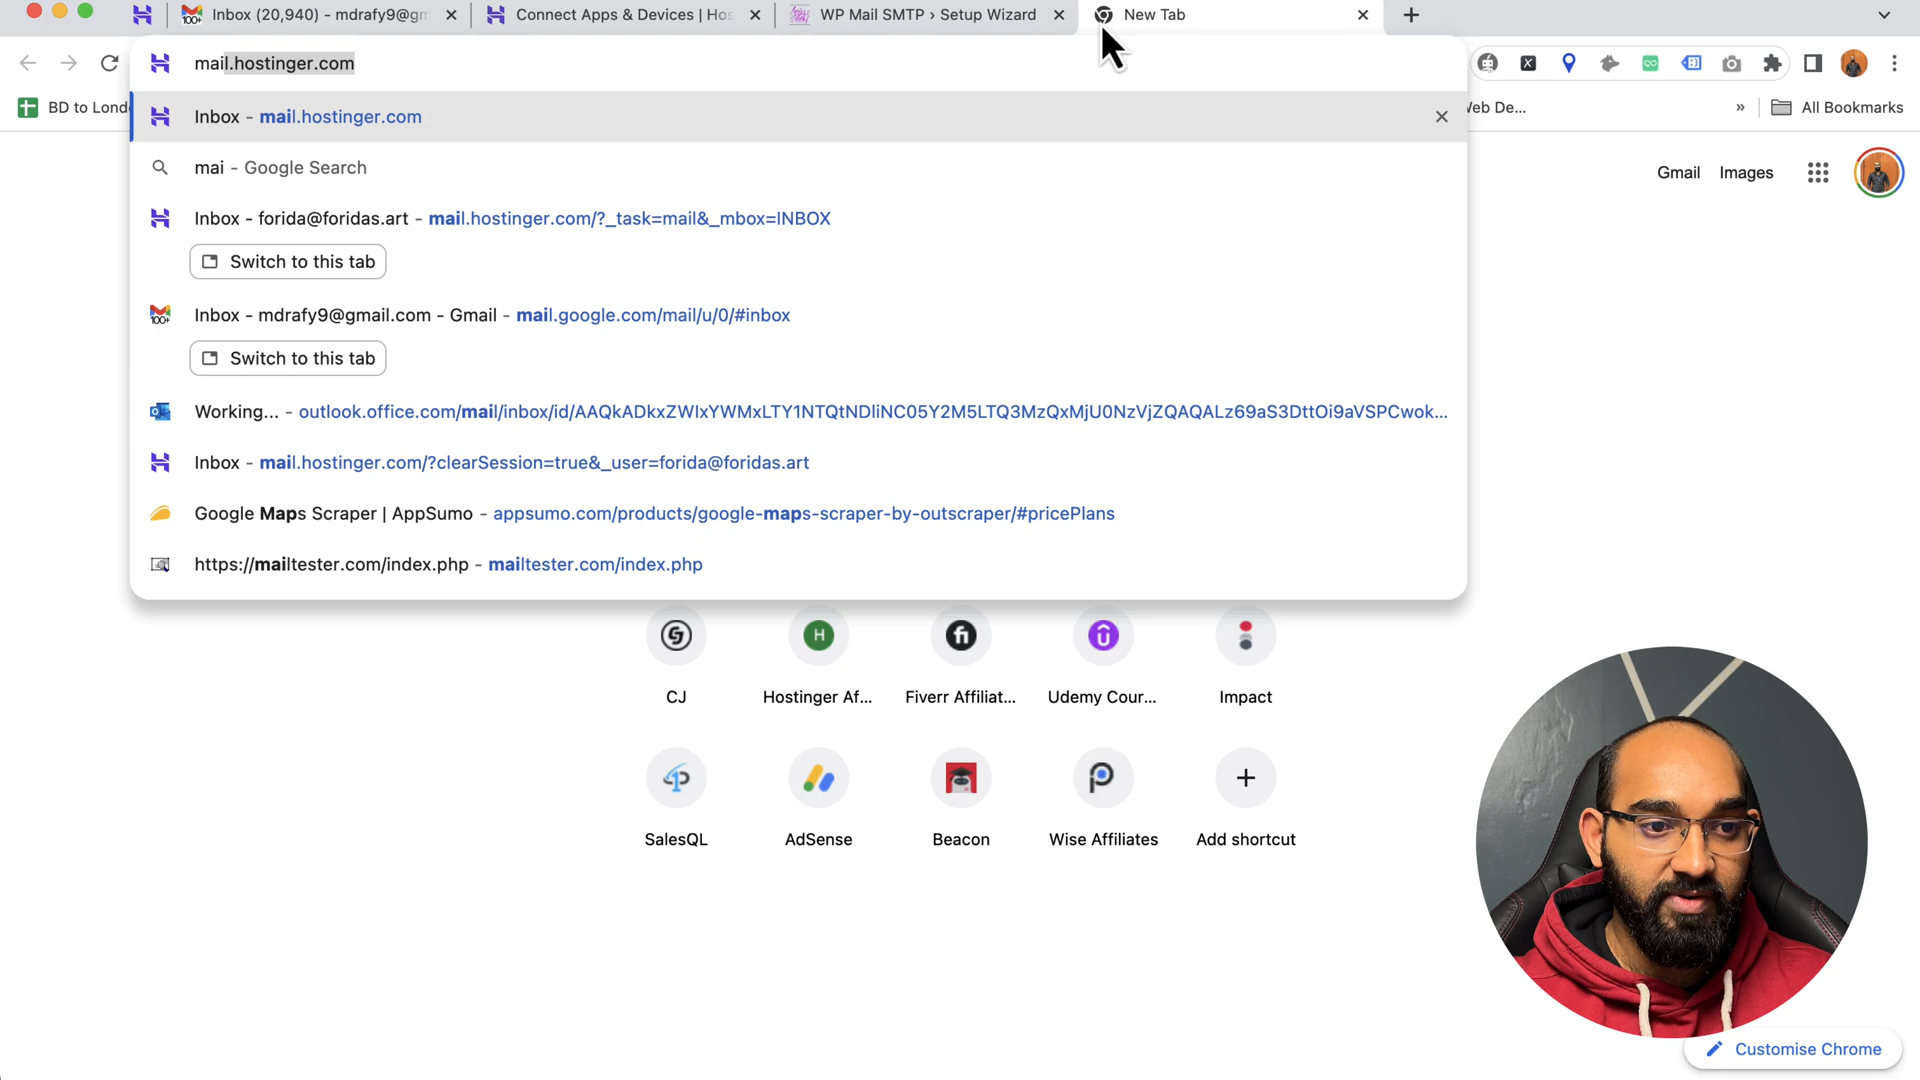 Inbox (20,940) - mdrafy9@gm
Connect Apps & Devices | Hos
WP Mail SMTP › Setup Wizard
New Tab
mail.hostinger.com
BD to Lond
Inbox - mail.hostinger.com
Web De...
»
All Bookmarks
mai - Google Search
Gmail
Images
Inbox - forida@foridas.art - mail.hostinger.com/?_task=mail&_mbox=INBOX
Switch to this tab
Inbox - mdrafy9@gmail.com - Gmail - mail.google.com/mail/u/0/#inbox
Switch to this tab
Working... - outlook.office.com/mail/inbox/id/AAQkADkxZWIxYWMxLTY1NTQtNDliNC05Y2M5LTQ3MzQxMjU0NzVjZQAQALz69aS3DttOi9aVSPCwok...
Inbox - mail.hostinger.com/?clearSession=true&_user=forida@foridas.art
Google Maps Scraper | AppSumo - appsumo.com/products/google-maps-scraper-by-outscraper/#pricePlans
https://mailtester.com/index.php - mailtester.com/index.php
CJ
Hostinger Af...
Fiverr Affiliat...
Udemy Cour...
Impact
SalesQL
AdSense
Beacon
Wise Affiliates
Add shortcut
Customise Chrome